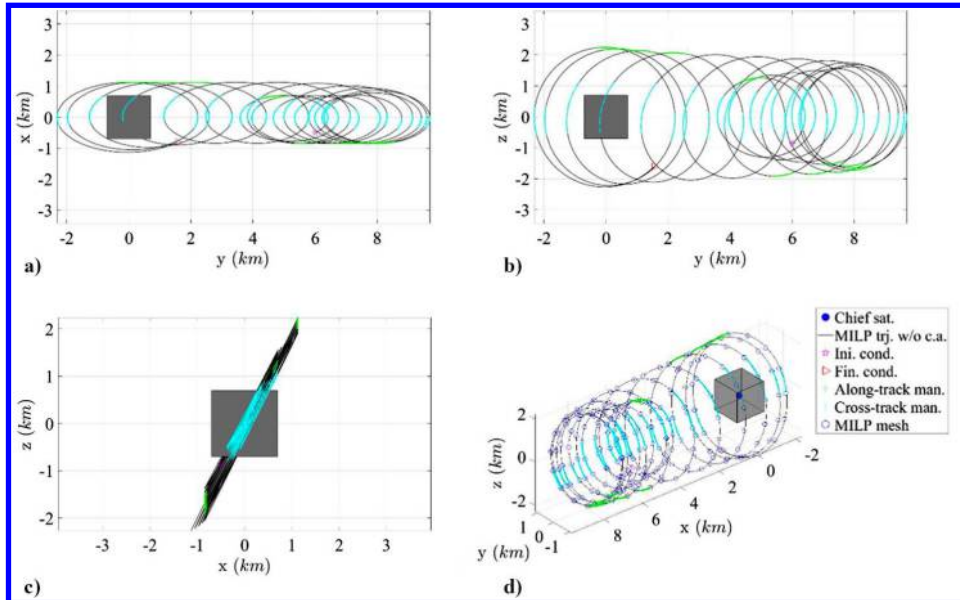 3
2
1
0
-1
-2
-3
x (km)
-2 0 2 4 6 8
y (km)
a)
3
2
1
0
-1
-2
-3
z (km)
-2 0 2 4 6 8
y (km)
b)
2
1
0
-1
-2
z (km)
-3 -2 -1 0 1 2 3
x (km)
c)
2
0
-2
z (km)
1
0
-1
y (km)
8 6 4 2 0 -2
x (km)
d)
Chief sat.
MILP trj. w/o c.a.
Ini. cond.
Fin. cond.
Along-track man.
Cross-track man.
MILP mesh